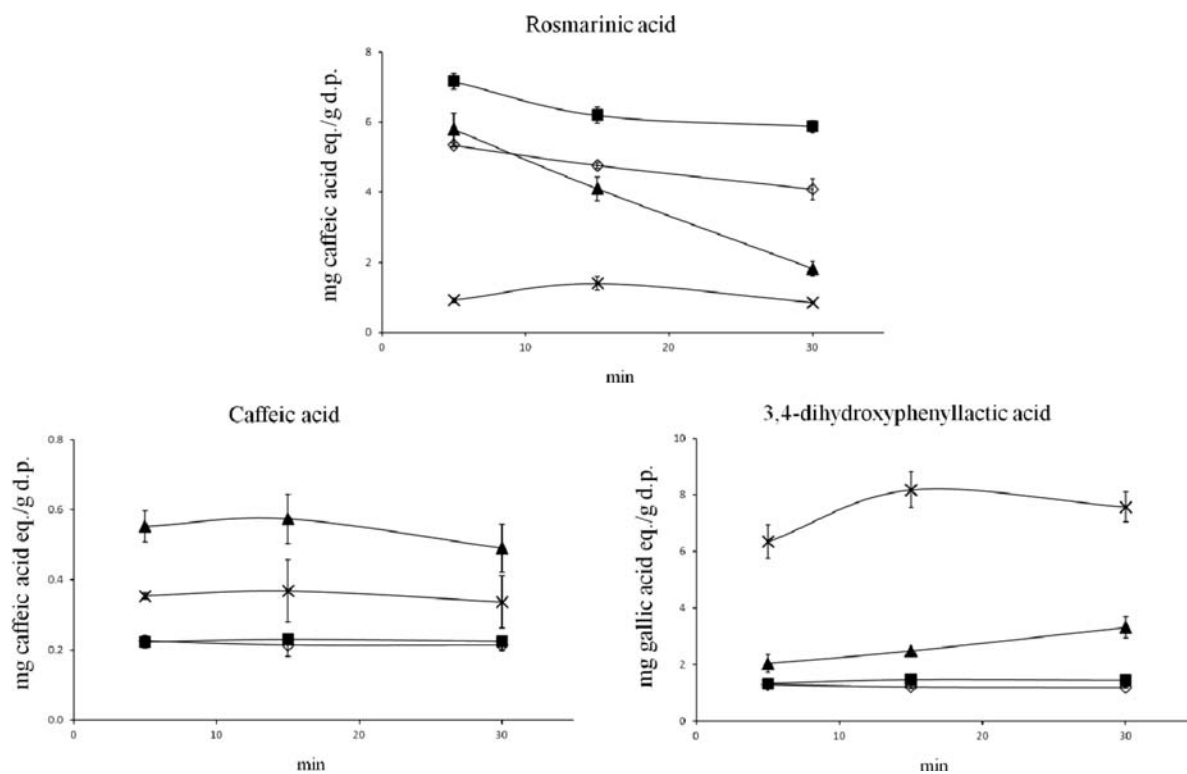 Rosmarinic acid
mg caffeic acid eq./g d.p.
8
6
4
2
0
0 10 20 30
min
Caffeic acid
mg caffeic acid eq./g d.p.
0.8
0.6
0.4
0.2
0.0
0 10 20 30
min
3,4-dihydroxyphenyllactic acid
mg gallic acid eq./g d.p.
10
8
6
4
2
0
0 10 20 30
min